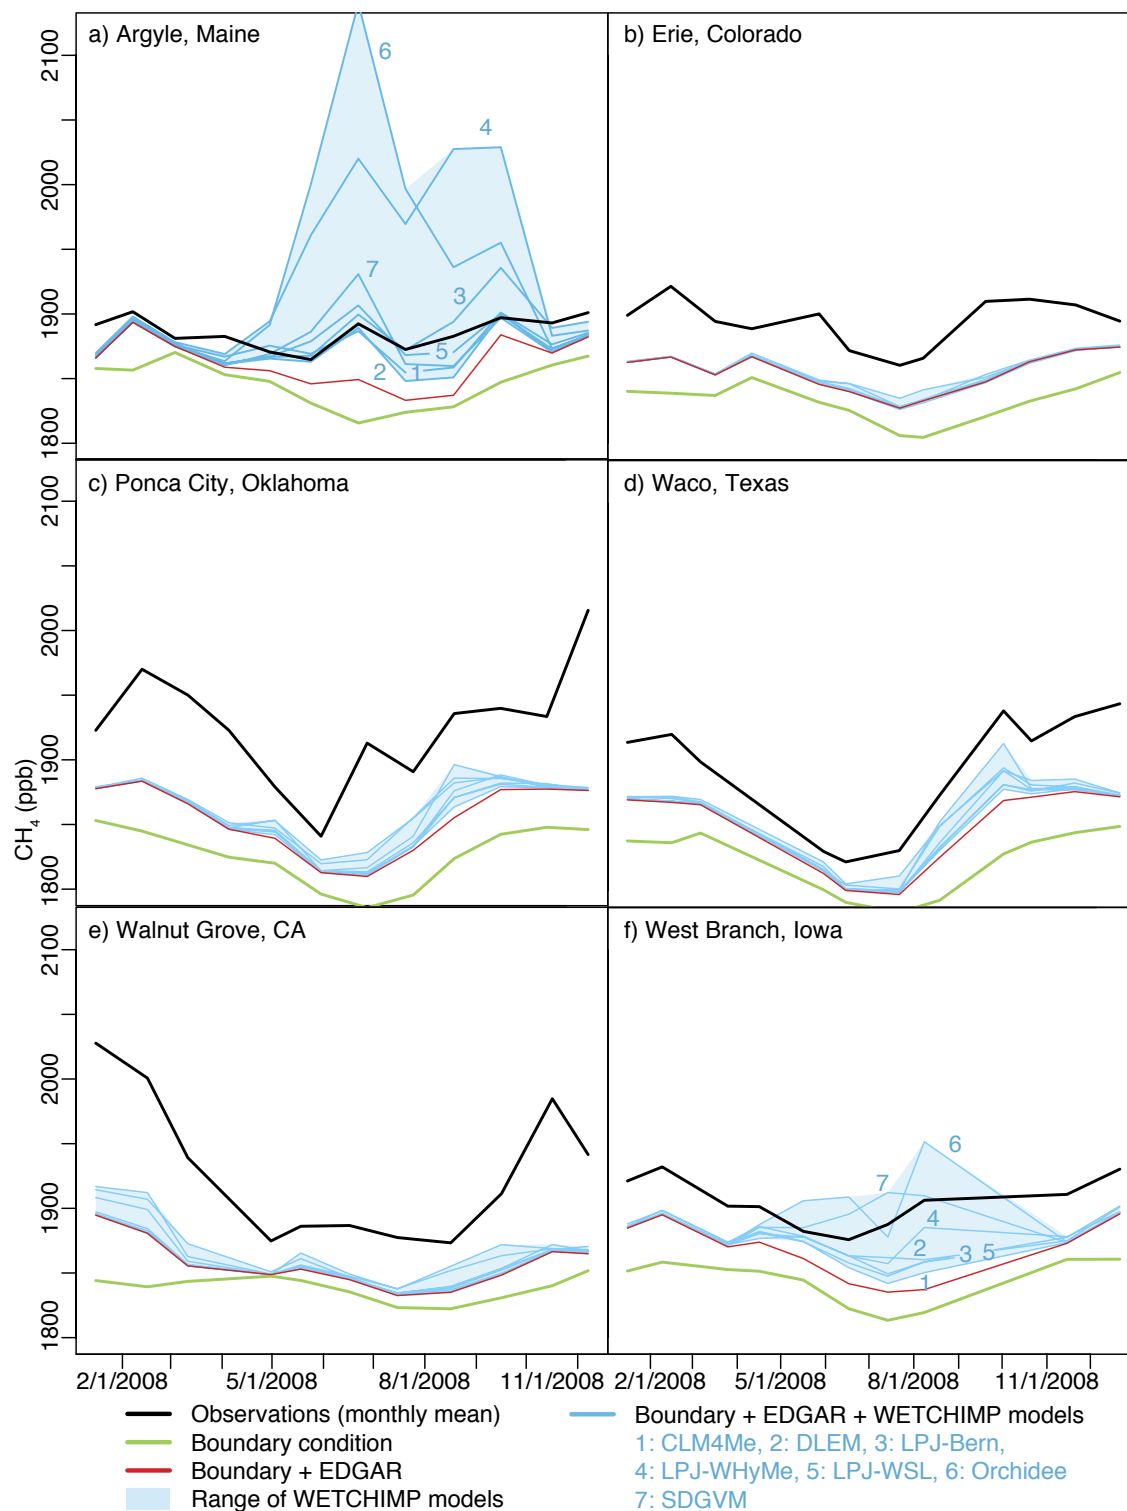 a) Argyle, Maine
b) Erie, Colorado
2100
2000
1900
1800
6
4
7
3
5
2
1
c) Ponca City, Oklahoma
d) Waco, Texas
2100
2000
1900
1800
CH4 (ppb)
e) Walnut Grove, CA
f) West Branch, Iowa
2100
2000
1900
1800
6
7
4
2
3
5
1
2/1/2008 5/1/2008 8/1/2008 11/1/2008
2/1/2008 5/1/2008 8/1/2008 11/1/2008
Observations (monthly mean)
Boundary condition
Boundary + EDGAR
Range of WETCHIMP models
Boundary + EDGAR + WETCHIMP models
1: CLM4Me, 2: DLEM, 3: LPJ-Bern,
4: LPJ-WHyMe, 5: LPJ-WSL, 6: Orchidee
7: SDGVM